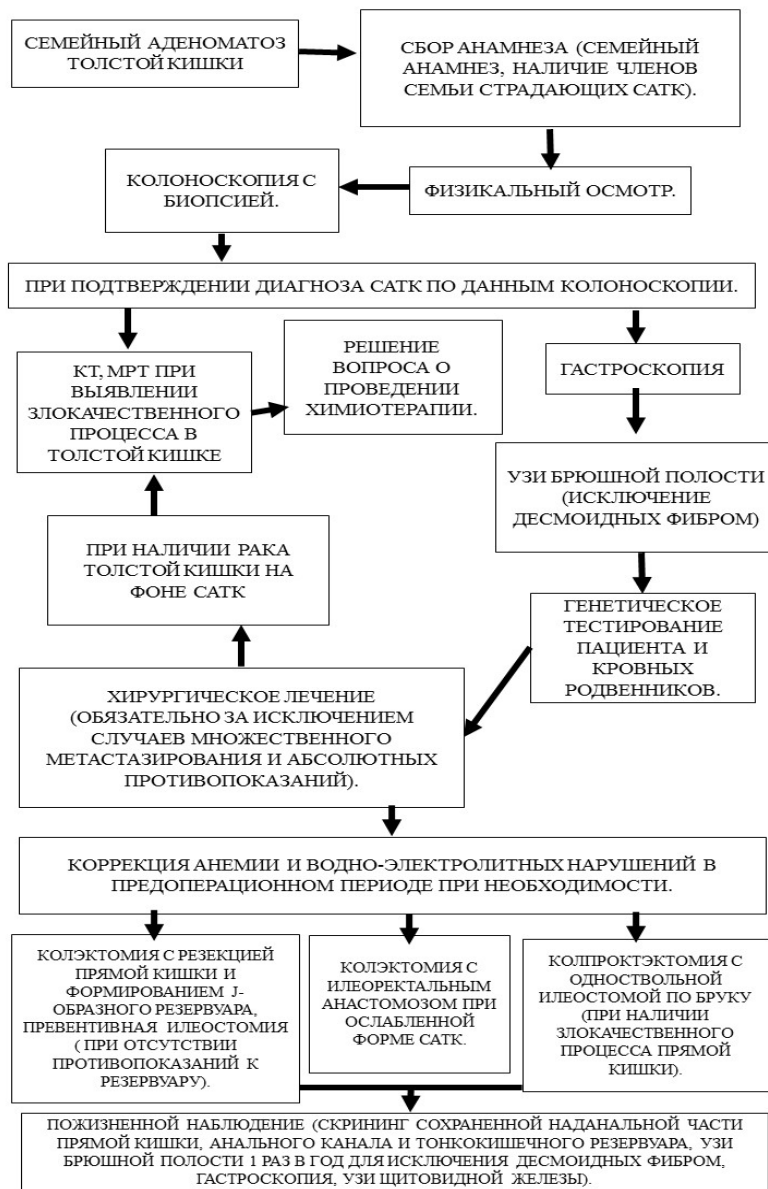 СЕМЕЙНЫЙ АДЕНОМАТОЗ
ТОЛСТОЙ КИШКИ
СБОР АНАМНЕЗА (СЕМЕЙНЫЙ
АНАМНЕЗ, НАЛИЧИЕ ЧЛЕНОВ
СЕМЬИ СТРАДАЮЩИХ САТК).
КОЛОНОСКОПИЯ С
БИОПСИЕЙ.
ФИЗИКАЛЬНЫЙ ОСМОТР.
ПРИ ПОДТВЕРЖДЕНИИ ДИАГНОЗА САТК ПО ДАННЫМ КОЛОНОСКОПИИ.
КТ, МРТ ПРИ
ВЫЯВЛЕНИИ
ЗЛОКАЧЕСТВЕННОГО
ПРОЦЕССА В
ТОЛСТОЙ КИШКЕ
РЕШЕНИЕ
ВОПРОСА О
ПРОВЕДЕНИИ
ХИМИОТЕРАПИИ.
ГАСТРОСКОПИЯ
УЗИ БРЮШНОЙ ПОЛОСТИ
(ИСКЛЮЧЕНИЕ
ДЕСМОИДНЫХ ФИБРОМ)
ПРИ НАЛИЧИИ РАКА
ТОЛСТОЙ КИШКИ НА
ФОНЕ САТК
ГЕНЕТИЧЕСКОЕ
ТЕСТИРОВАНИЕ
ПАЦИЕНТА И
КРОВНЫХ
РОДВЕННИКОВ.
ХИРУРГИЧЕСКОЕ ЛЕЧЕНИЕ
(ОБЯЗАТЕЛЬНО ЗА ИСКЛЮЧЕНИЕМ
СЛУЧАЕВ МНОЖЕСТВЕННОГО
МЕТАСТАЗИРОВАНИЯ И АБСОЛЮТНЫХ
ПРОТИВОПОКАЗАНИЙ).
КОРРЕКЦИЯ АНЕМИИ И ВОДНО-ЭЛЕКТРОЛИТНЫХ НАРУШЕНИЙ В
ПРЕДОПЕРАЦИОННОМ ПЕРИОДЕ ПРИ НЕОБХОДИМОСТИ.
КОЛЭКТОМИЯ С РЕЗЕКЦИЕЙ
ПРЯМОЙ КИШКИ И
ФОРМИРОВАНИЕМ J-
ОБРАЗНОГО РЕЗЕРВУАРА,
ПРЕВЕНТИВНАЯ ИЛЕОСТОМИЯ
( ПРИ ОТСУТСТВИИ
ПРОТИВОПОКАЗАНИЙ К
РЕЗЕРВУАРУ).
КОЛЭКТОМИЯ С
ИЛЕОРЕКТАЛЬНЫМ
АНАСТОМОЗОМ ПРИ
ОСЛАБЛЕННОЙ
ФОРМЕ САТК.
КОЛПРОКТЭКТОМИЯ С
ОДНОСТВОЛЬНОЙ
ИЛЕОСТОМОЙ ПО БРУКУ
(ПРИ НАЛИЧИИ
ЗЛОКАЧЕСТВЕННОГО
ПРОЦЕССА ПРЯМОЙ
КИШКИ).
ПОЖИЗНЕННОЙ НАБЛЮДЕНИЕ (СКРИНИНГ СОХРАНЕННОЙ НАДАНАЛЬНОЙ ЧАСТИ
ПРЯМОЙ КИШКИ, АНАЛЬНОГО КАНАЛА И ТОНКОКИШЕЧНОГО РЕЗЕРВУАРА, УЗИ
БРЮШНОЙ ПОЛОСТИ 1 РАЗ В ГОД ДЛЯ ИСКЛЮЧЕНИЯ ДЕСМОИДНЫХ ФИБРОМ,
ГАСТРОСКОПИЯ, УЗИ ЩИТОВИДНОЙ ЖЕЛЕЗЫ).